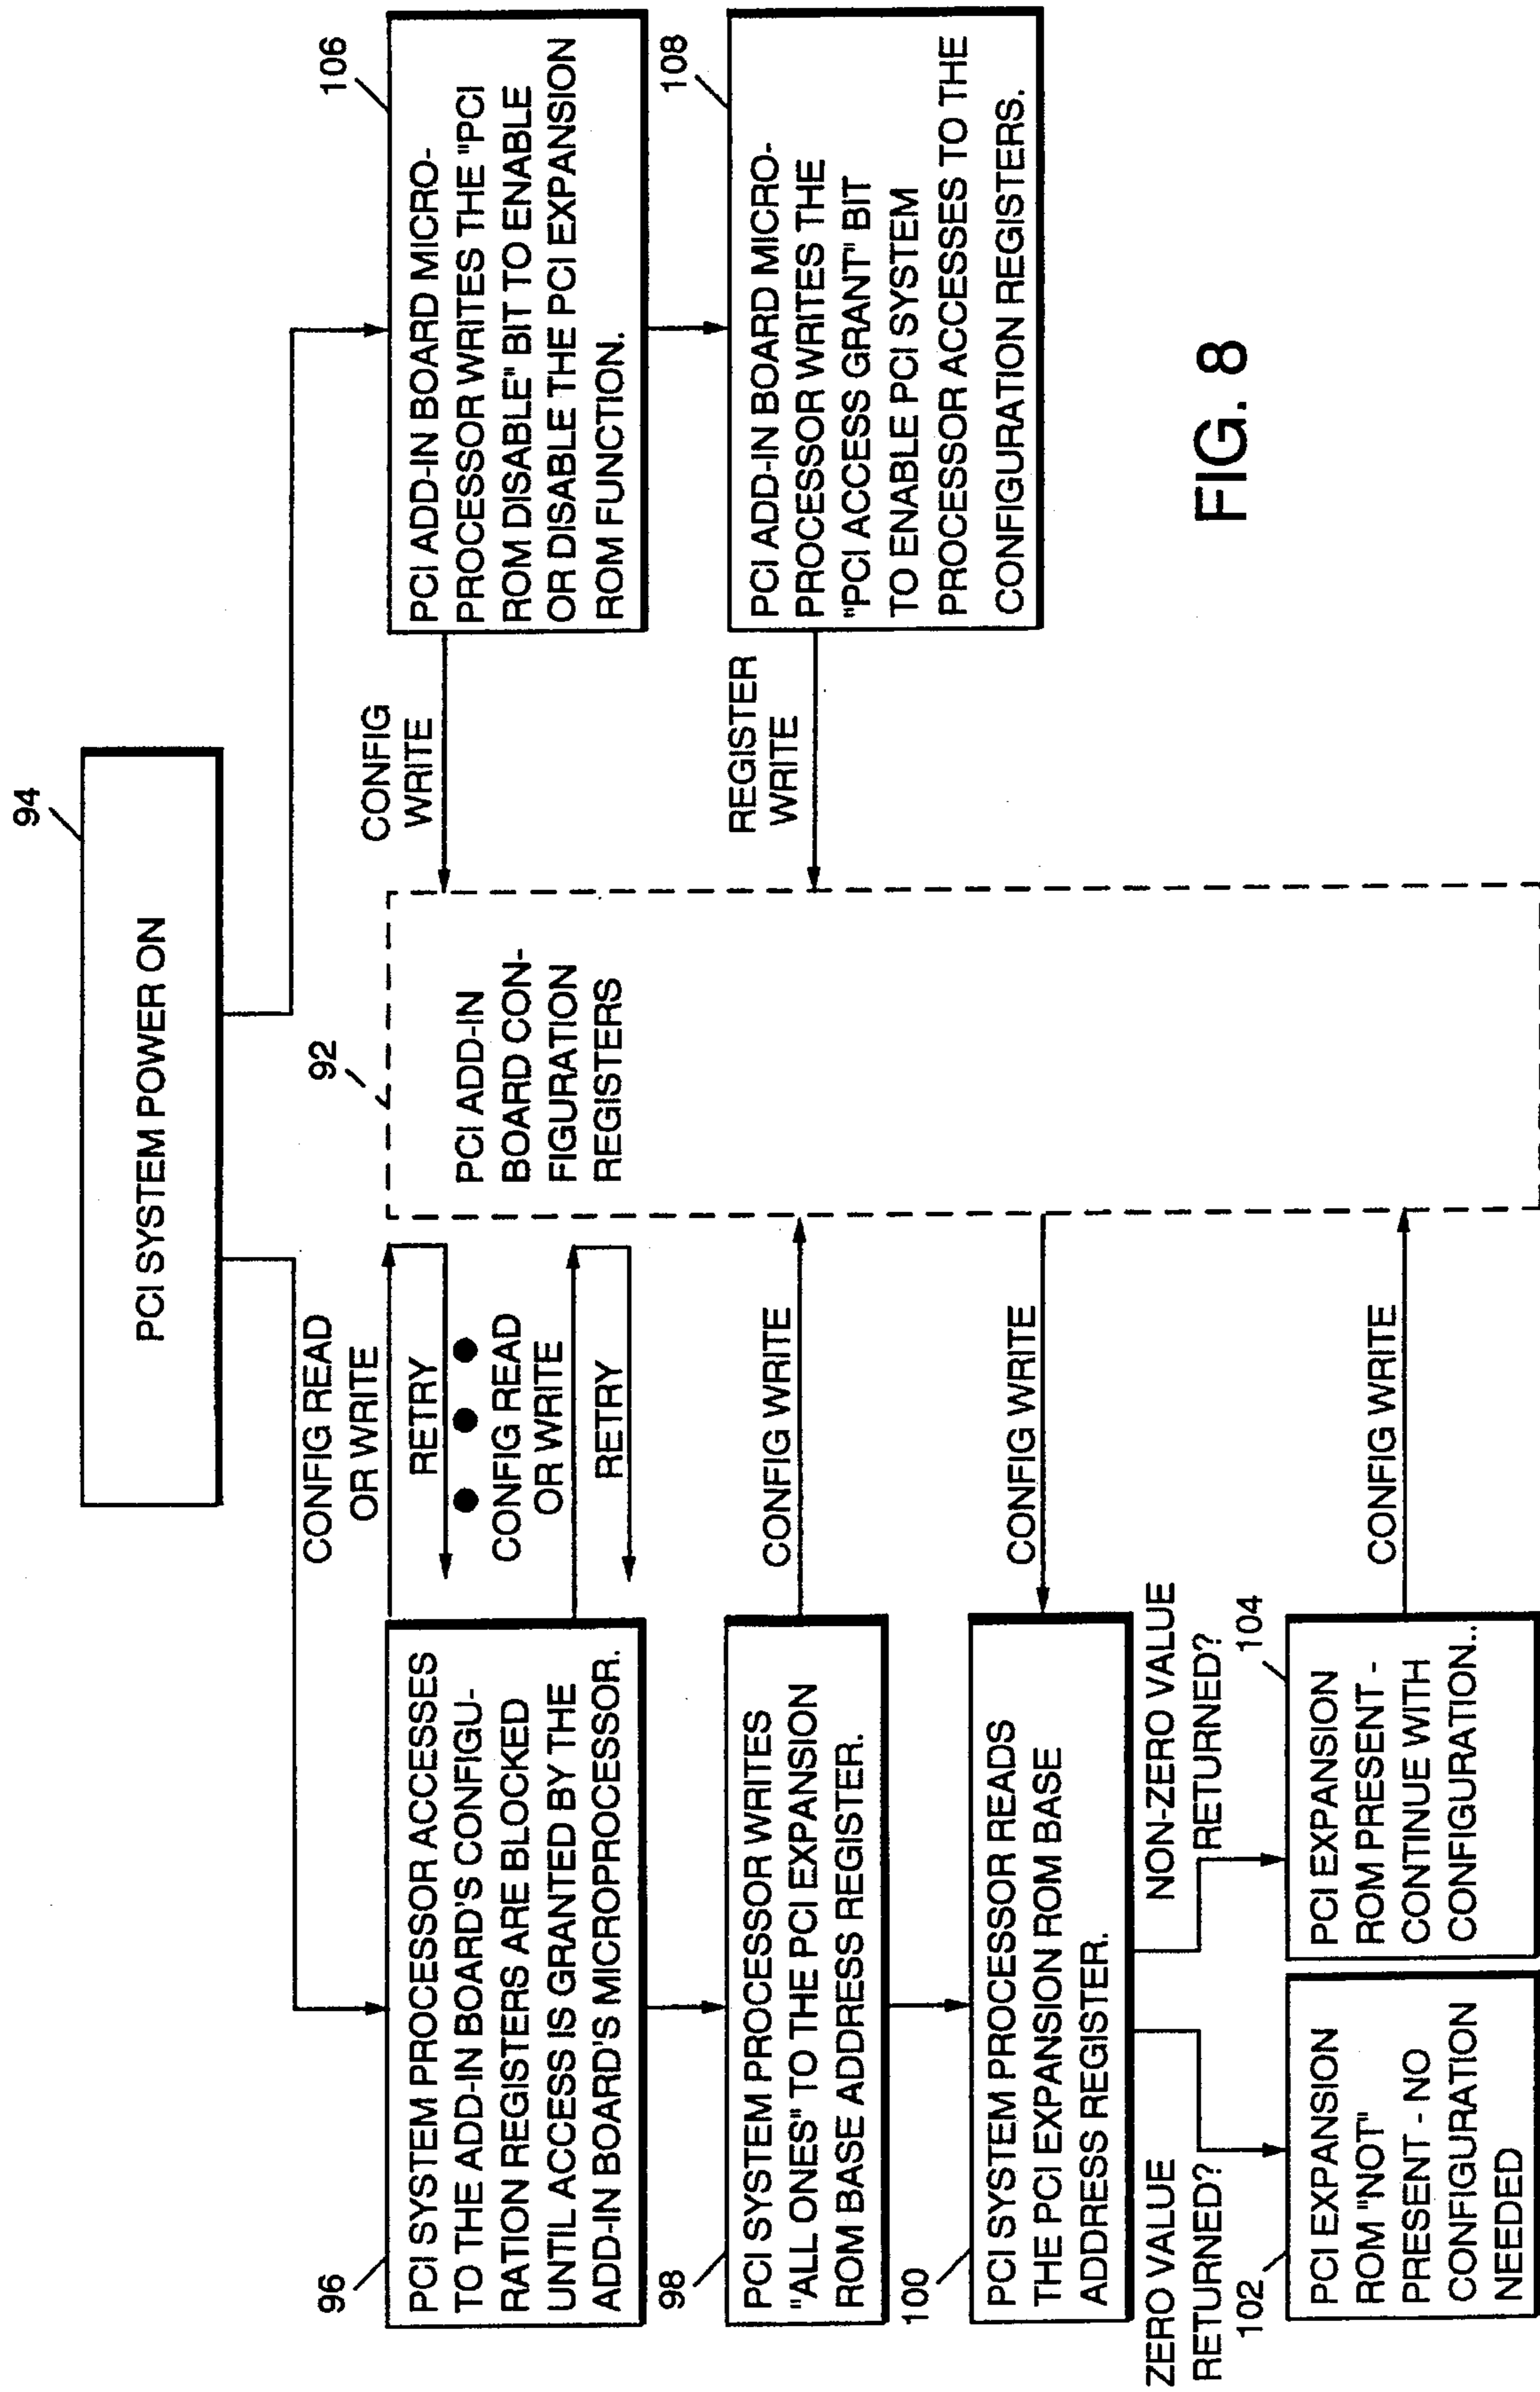 94
PCI SYSTEM POWER ON
CONFIG READ
OR WRITE
RETRY
CONFIG READ
OR WRITE
RETRY
92
PCI ADD-IN
BOARD CON-
FIGURATION
REGISTERS
CONFIG
WRITE
106
PCI ADD-IN BOARD MICRO-
PROCESSOR WRITES THE "PCI
ROM DISABLE" BIT TO ENABLE
OR DISABLE THE PCI EXPANSION
ROM FUNCTION.
96
PCI SYSTEM PROCESSOR ACCESSES
TO THE ADD-IN BOARD'S CONFIGU-
RATION REGISTERS ARE BLOCKED
UNTIL ACCESS IS GRANTED BY THE
ADD-IN BOARD'S MICROPROCESSOR.
REGISTER
WRITE
108
PCI ADD-IN BOARD MICRO-
PROCESSOR WRITES THE
"PCI ACCESS GRANT" BIT
TO ENABLE PCI SYSTEM
PROCESSOR ACCESSES TO THE
CONFIGURATION REGISTERS.
98
PCI SYSTEM PROCESSOR WRITES
"ALL ONES" TO THE PCI EXPANSION
ROM BASE ADDRESS REGISTER.
CONFIG WRITE
100
PCI SYSTEM PROCESSOR READS
THE PCI EXPANSION ROM BASE
ADDRESS REGISTER.
CONFIG WRITE
ZERO VALUE
RETURNED?
NON-ZERO VALUE
RETURNED?
102
PCI EXPANSION
ROM "NOT"
PRESENT - NO
CONFIGURATION
NEEDED
104
PCI EXPANSION
ROM PRESENT -
CONTINUE WITH
CONFIGURATION..
CONFIG WRITE
FIG. 8